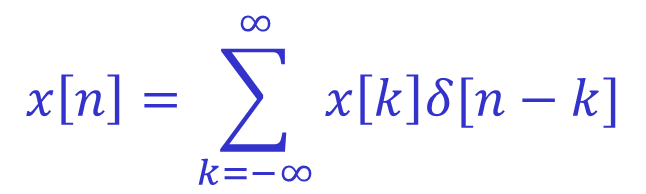 x[n] = ∑_{k=−∞}^{∞} x[k]δ[n − k]